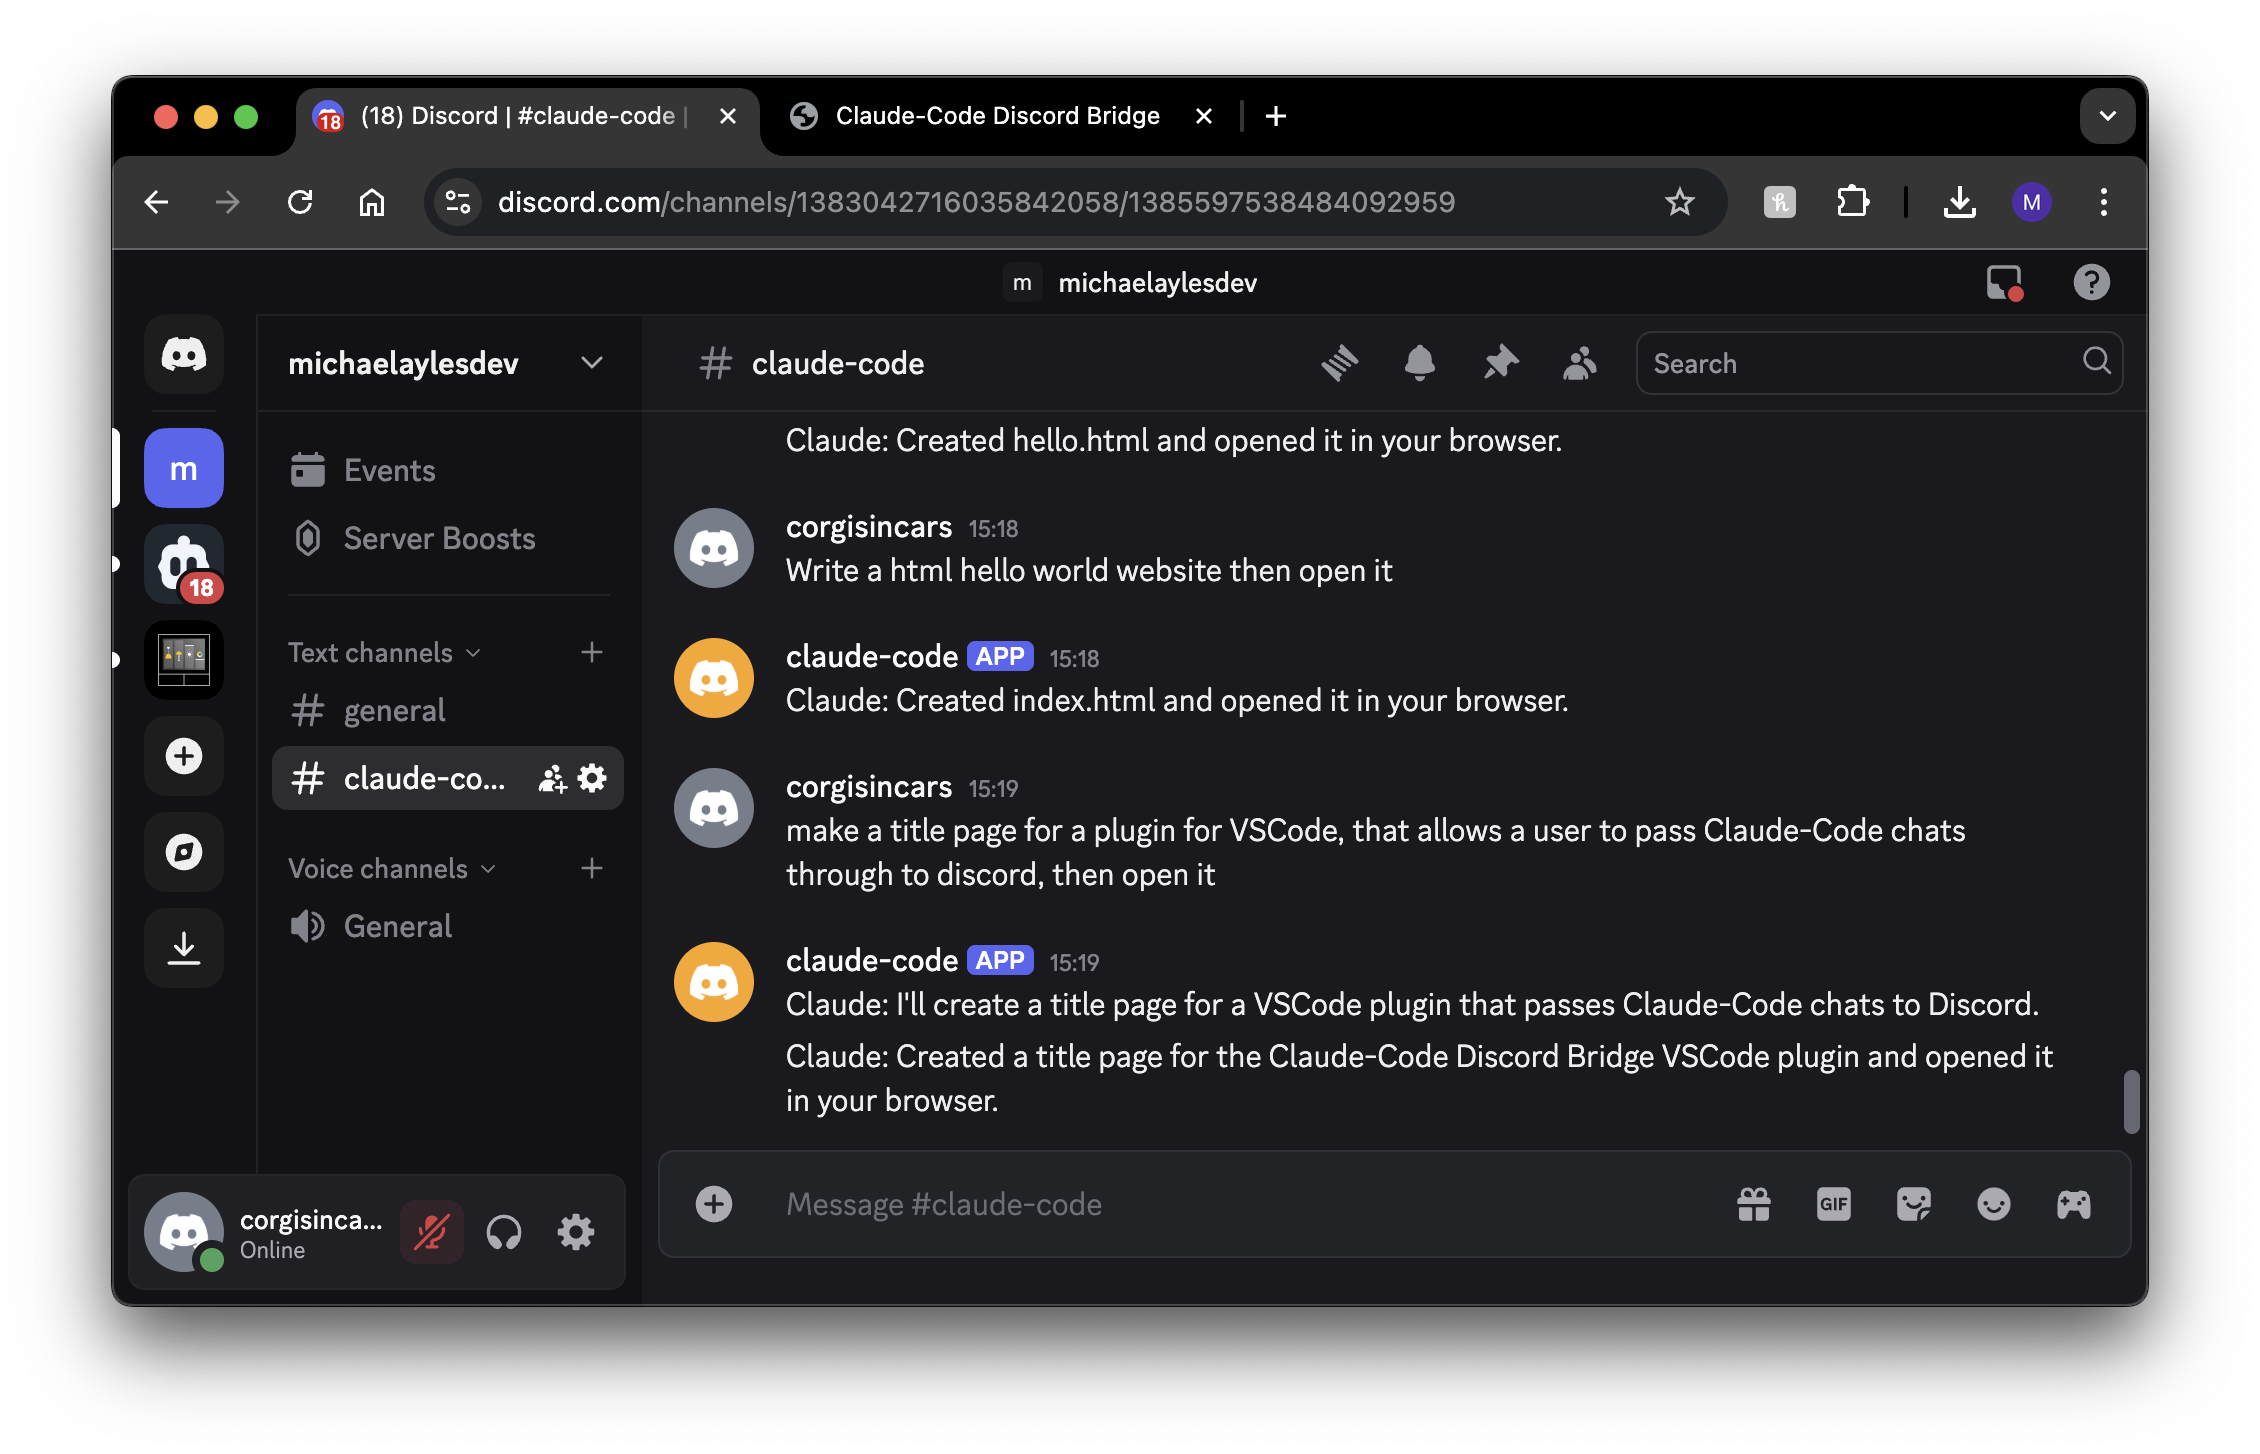 18
(18) Discord | #claude-code |
Claude-Code Discord Bridge
discord.com/channels/1383042716035842058/1385597538484092959
M
m michaelaylesdev
michaelaylesdev
claude-code
Search
m
18
Events
Server Boosts
Text channels
general
claude-co...
Voice channels
General
Claude: Created hello.html and opened it in your browser.
corgisincars 15:18
Write a html hello world website then open it
claude-code APP 15:18
Claude: Created index.html and opened it in your browser.
corgisincars 15:19
make a title page for a plugin for VSCode, that allows a user to pass Claude-Code chats
through to discord, then open it
claude-code APP 15:19
Claude: I'll create a title page for a VSCode plugin that passes Claude-Code chats to Discord.
Claude: Created a title page for the Claude-Code Discord Bridge VSCode plugin and opened it
in your browser.
corgisinca...
Online
Message #claude-code
GIF